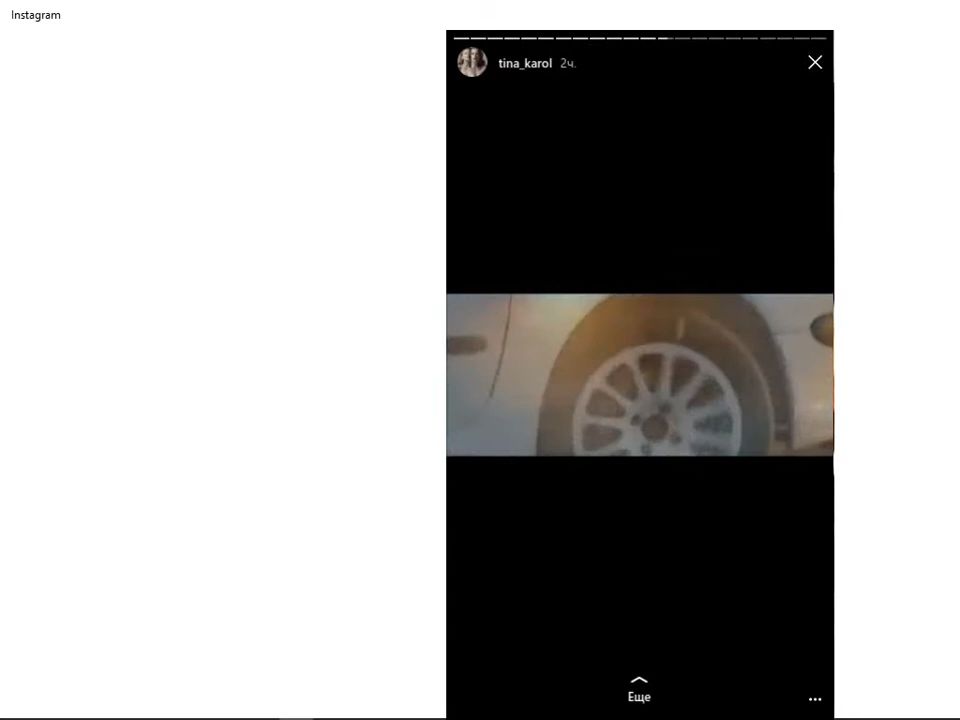 Instagram
tina_karol 2ч.
Еще